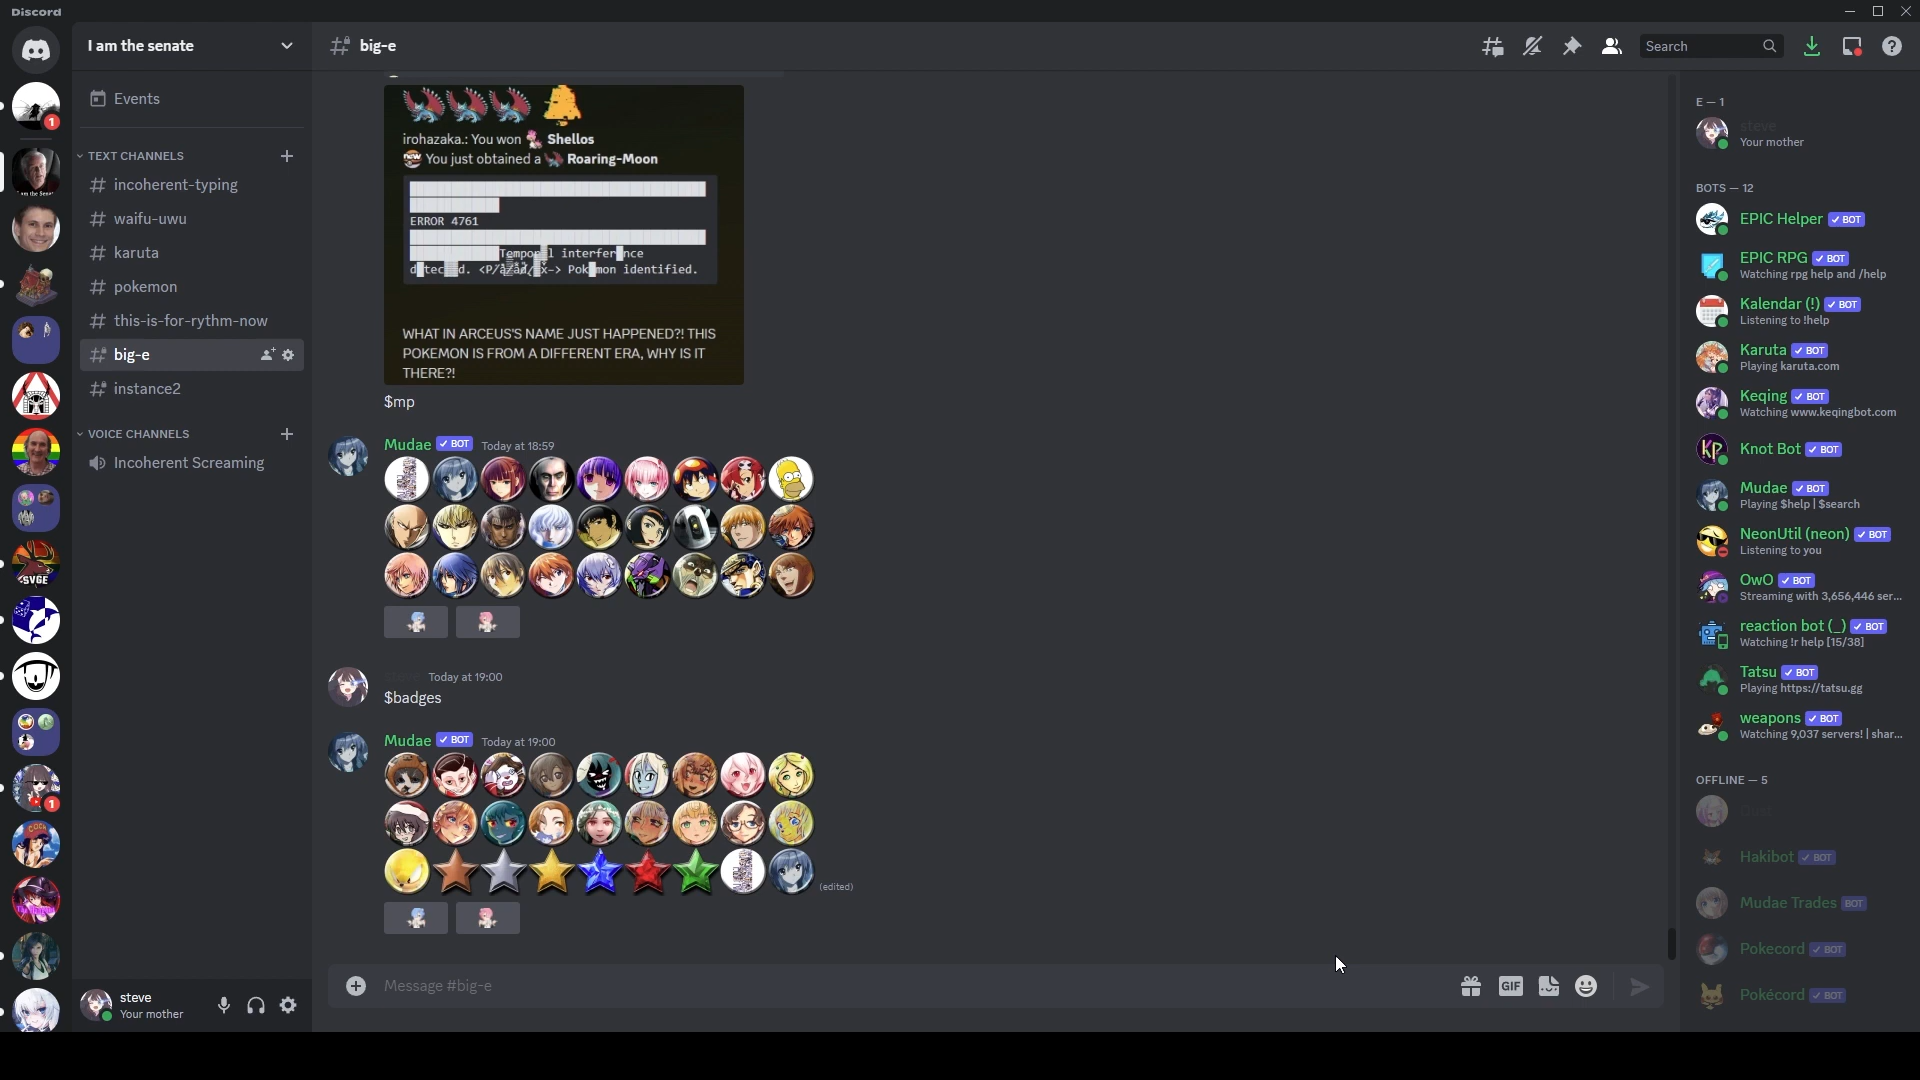 Discord
I am the senate
big-e
Search
Events
TEXT CHANNELS
incoherent-typing
waifu-uwu
karuta
pokemon
this-is-for-rythm-now
big-e
instance2
VOICE CHANNELS
Incoherent Screaming
steve
Your mother
irohazaka.: You won Shellos
You just obtained a Roaring-Moon
ERROR 4761
interfer nce
Pok mon identified.
WHAT IN ARCEUS'S NAME JUST HAPPENED?! THIS
POKEMON IS FROM A DIFFERENT ERA, WHY IS IT
THERE?!
$mp
Mudae BOT Today at 18:59
Today at 19:00
$badges
Mudae BOT Today at 19:00
(edited)
Message #big-e
GIF
E — 1
steve
Your mother
BOTS — 12
EPIC Helper BOT
EPIC RPG BOT
Watching rpg help and /help
Kalendar (!) BOT
Listening to !help
Karuta BOT
Playing karuta.com
Keqing BOT
Watching www.keqingbot.com
Knot Bot BOT
Mudae BOT
Playing $help | $search
NeonUtil (neon) BOT
Listening to you
OwO BOT
Streaming with 3,656,446 ser...
reaction bot (_) BOT
Watching !r help [15/38]
Tatsu BOT
Playing https://tatsu.gg
weapons BOT
Watching 9,037 servers! | shar...
OFFLINE — 5
Hakibot BOT
Mudae Trades BOT
Pokecord BOT
Pokécord BOT
1
SVGE
1